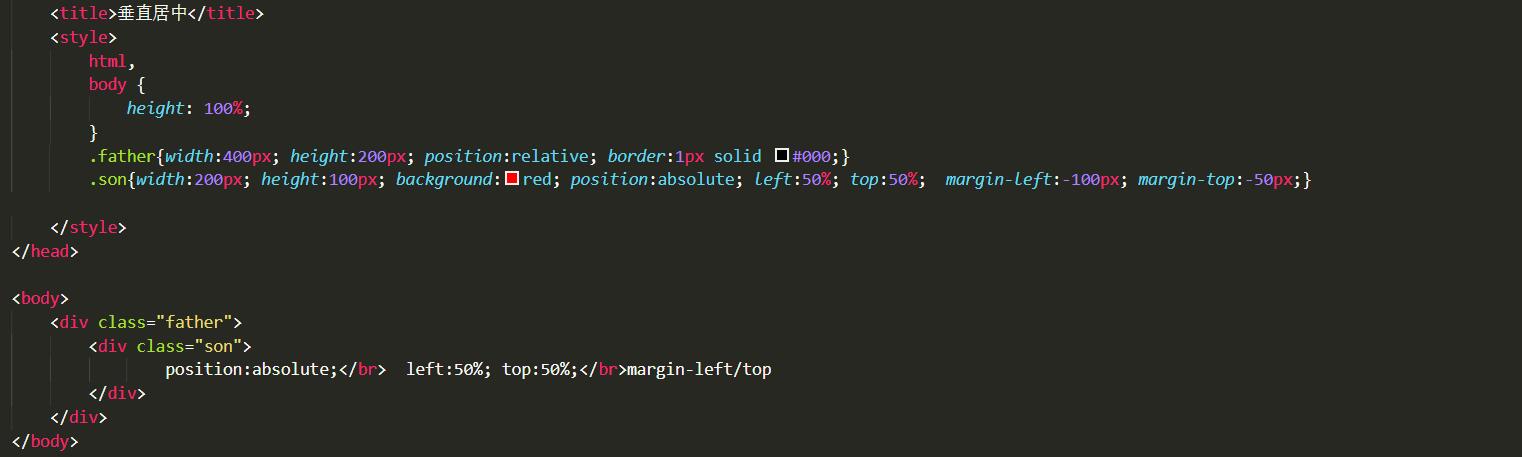 <title>垂直居中</title>
<style>
html,
body {
height: 100%;
}
.father{width:400px; height:200px; position:relative; border:1px solid #000;}
.son{width:200px; height:100px; background:red; position:absolute; left:50%; top:50%;  margin-left:-100px; margin-top:-50px;}
</style>
</head>
<body>
<div class="father">
<div class="son">
position:absolute;</br>  left:50%; top:50%;</br>margin-left/top
</div>
</div>
</body>